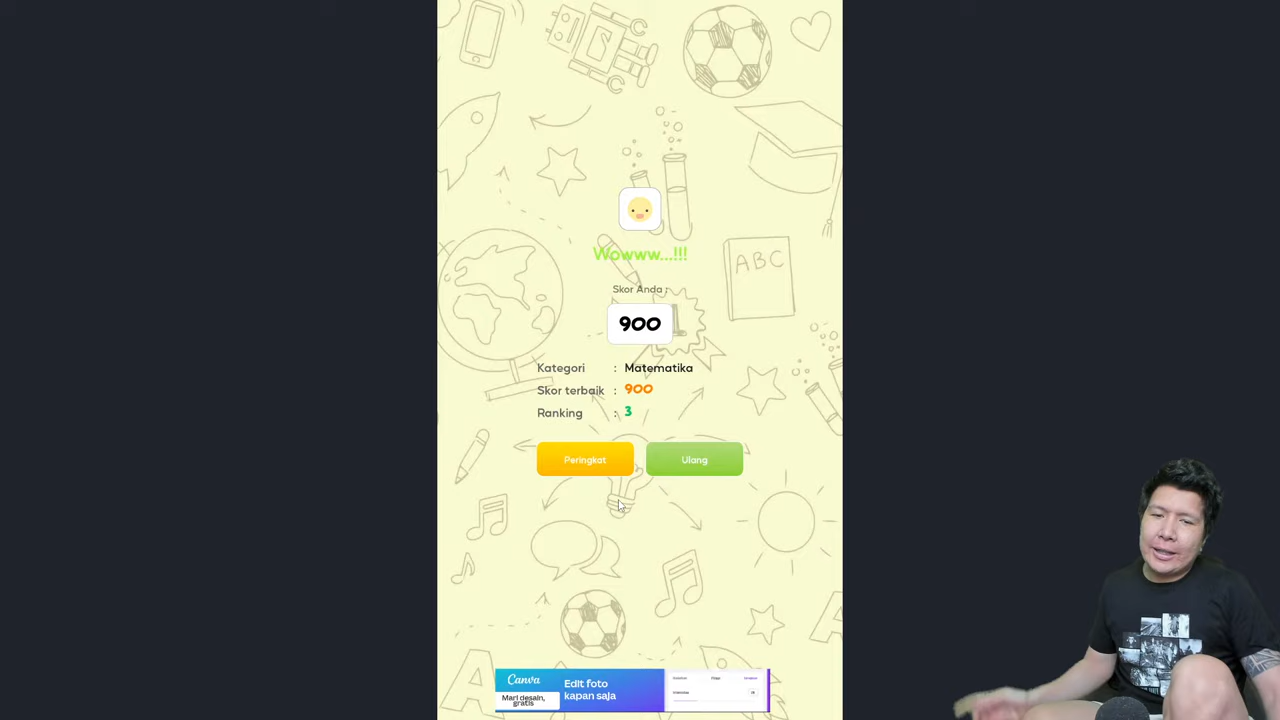 ABC
Wowww...!!!
Skor Anda :
900
Kategori : Matematika
Skor terbaik : 900
Ranking : 3
Peringkat
Ulang
A
A
Canva
Mari desain,
gratis
Edit foto
kapan saja